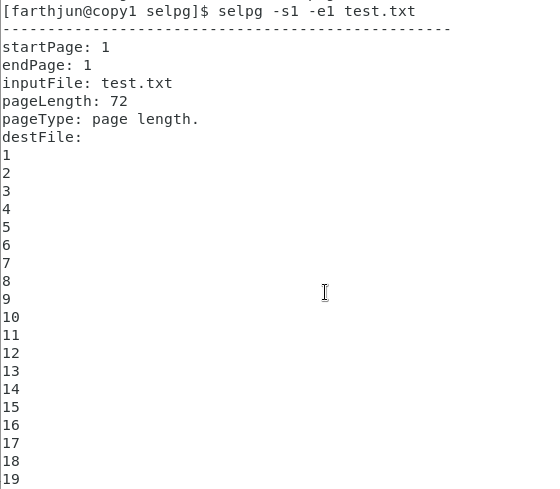 [farthjun@copy1 selpg]$ selpg -s1 -e1 test.txt
--------------------------------------------------
startPage: 1
endPage: 1
inputFile: test.txt
pageLength: 72
pageType: page length.
destFile:
1
2
3
4
5
6
7
8
9
10
11
12
13
14
15
16
17
18
19